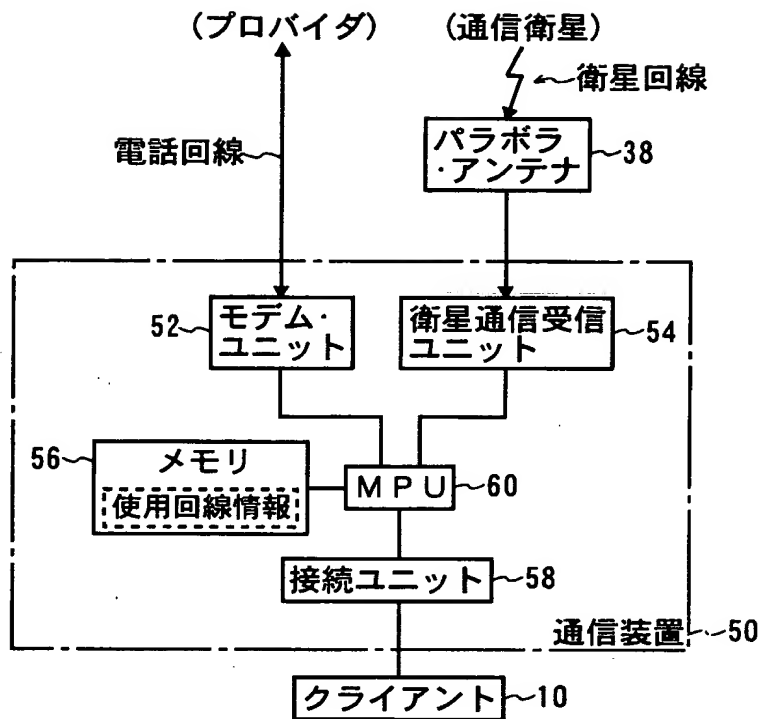 (プロバイダ)
(通信衛星)
衛星回線
電話回線
パラボラ
・アンテナ
38
52
モデム・
ユニット
衛星通信受信
ユニット
54
56
メモリ
使用回線情報
MPU
60
接続ユニット
58
通信装置
50
クライアント
10